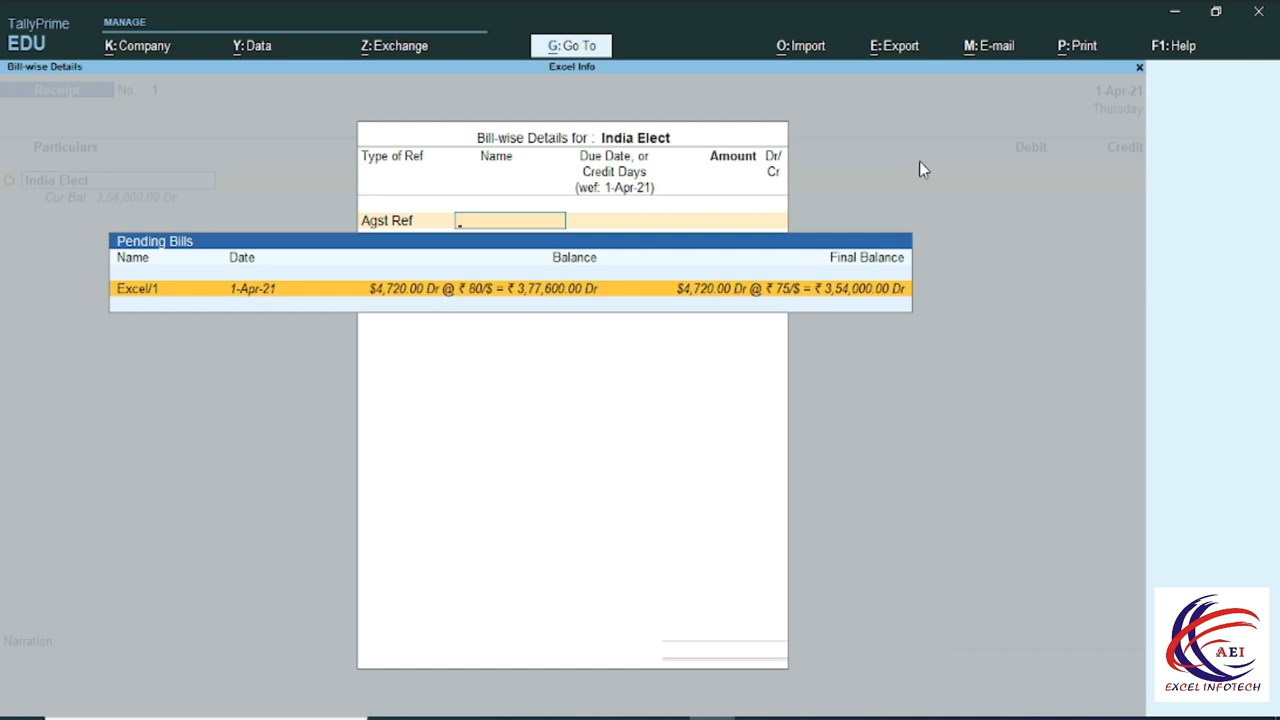 TallyPrime
EDU
MANAGE
K: Company
Y: Data
Z: Exchange
G: Go To
O: Import
E: Export
M: E-mail
P: Print
F1: Help
Bill-wise Details
Excel Info
x
Receipt No. 1
1-Apr-21
Thursday
Particulars
Debit
Credit
Cr India Elect
Cur Bal: 3,54,000.00 Dr
Bill-wise Details for : India Elect
Type of Ref
Name
Due Date, or
Credit Days
(wef: 1-Apr-21)
Amount
Dr/
Cr
Agst Ref
Pending Bills
Name
Date
Balance
Final Balance
Excel/1
1-Apr-21
$4,720.00 Dr @ ₹ 80/$ = ₹ 3,77,600.00 Dr
$4,720.00 Dr @ ₹ 75/$ = ₹ 3,54,000.00 Dr
Narration:
AEI
EXCEL INFOTECH